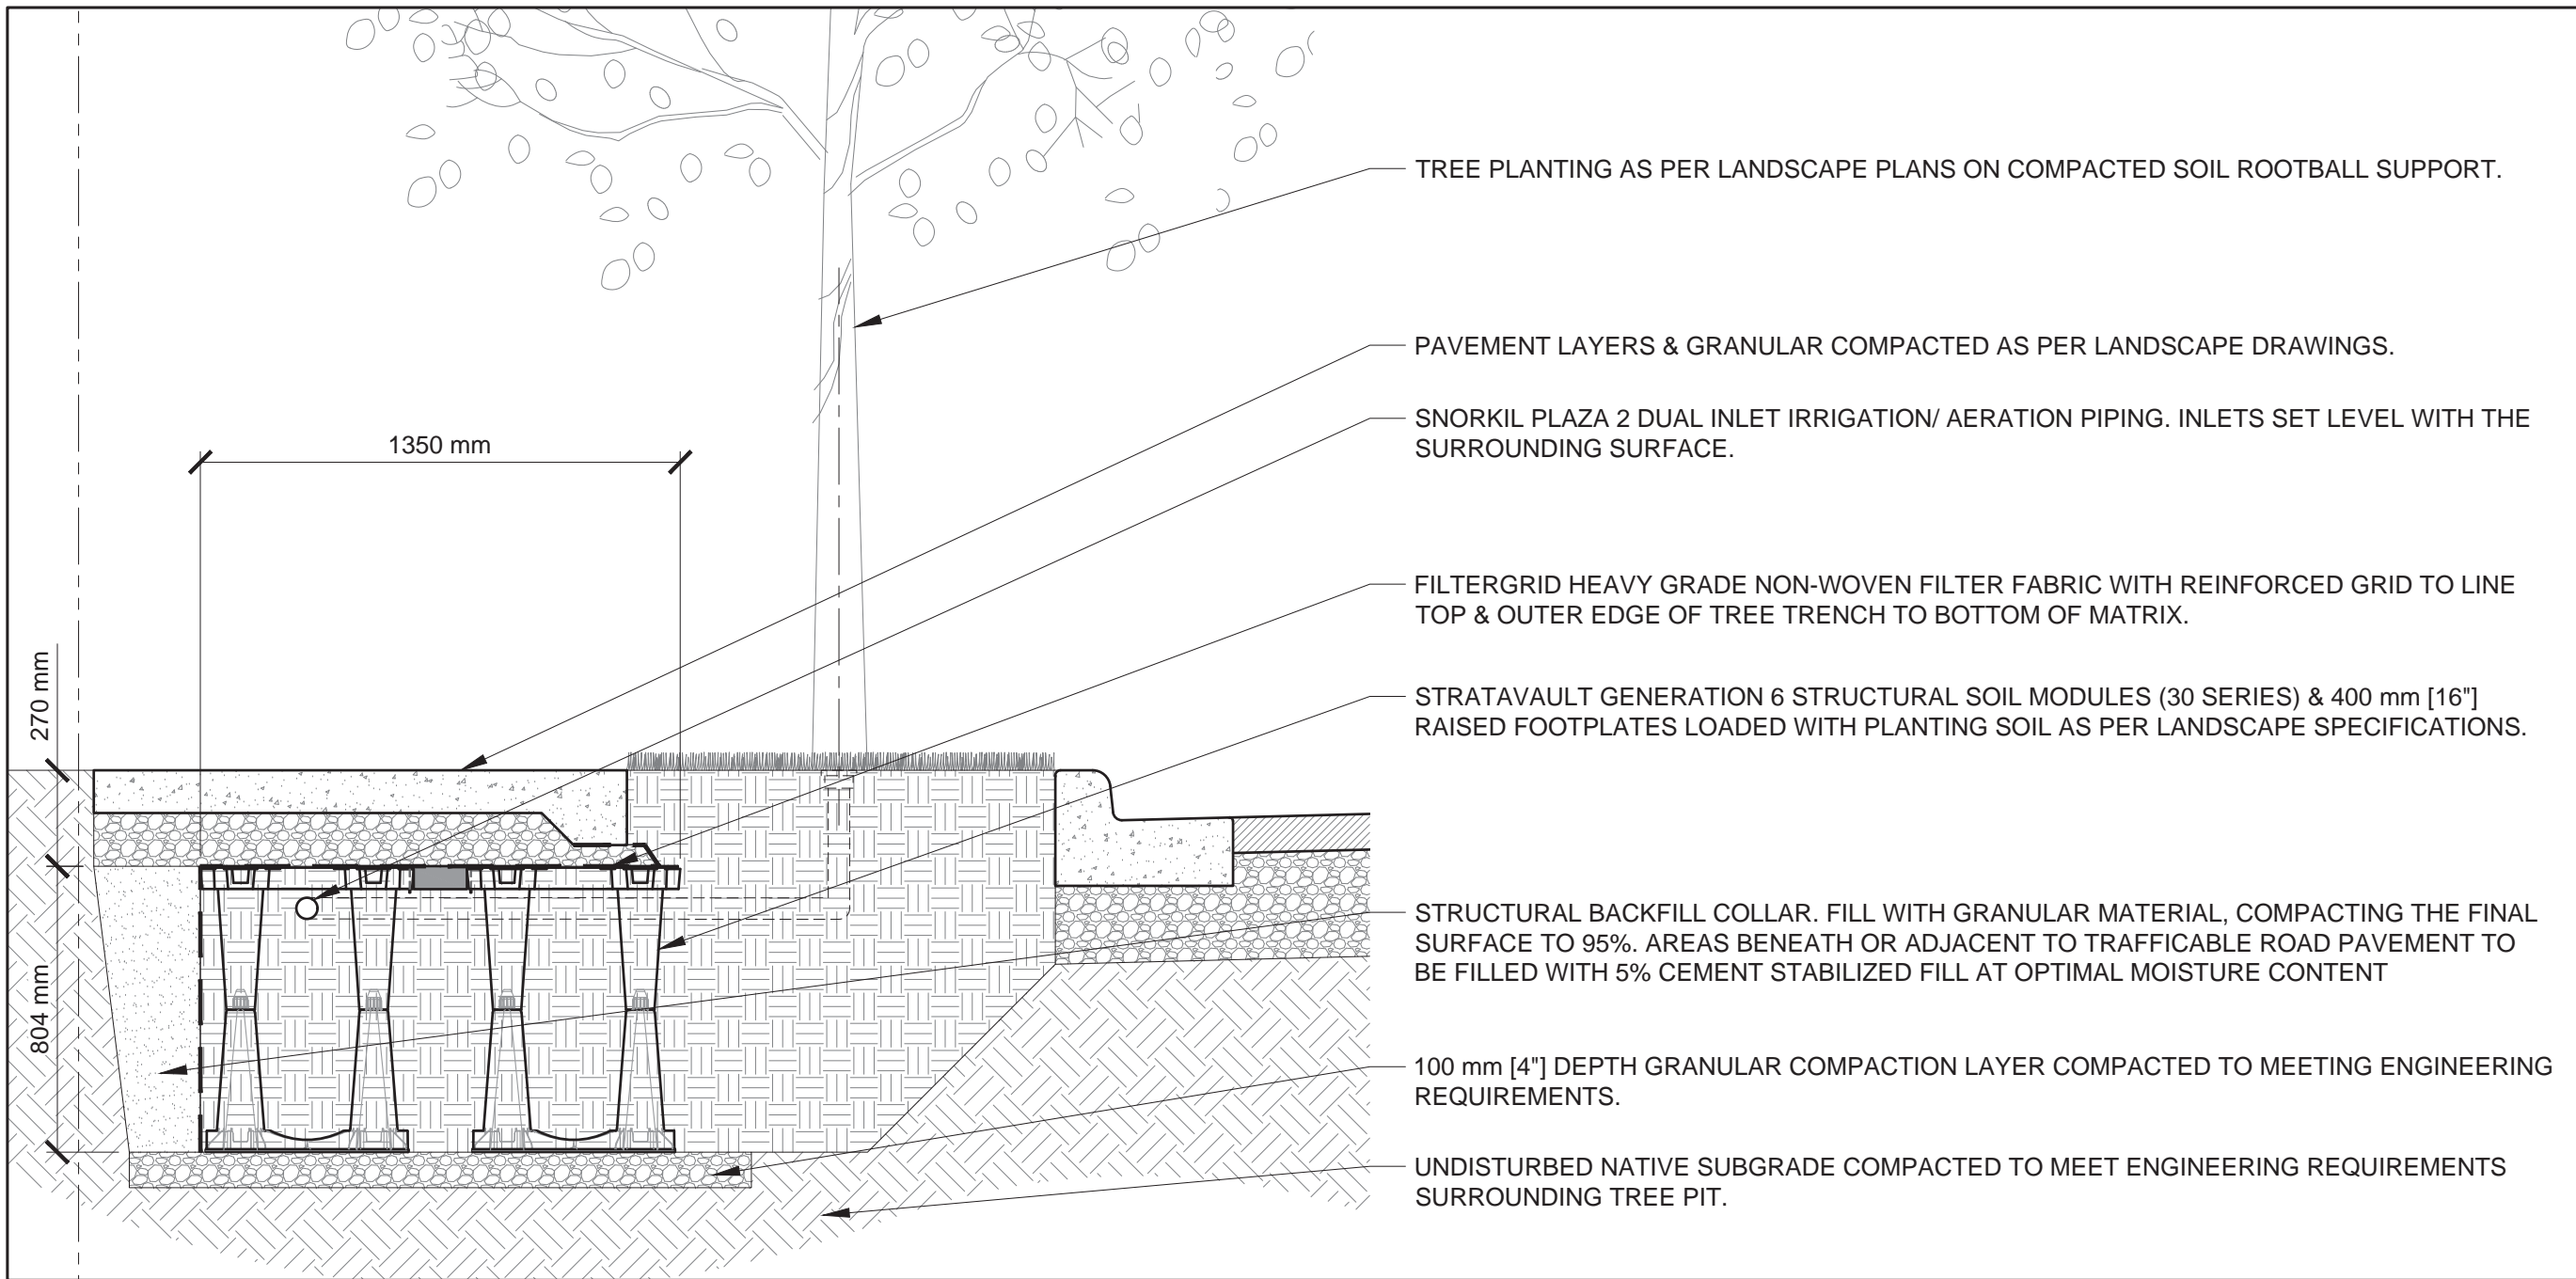 TREE PLANTING AS PER LANDSCAPE PLANS ON COMPACTED SOIL ROOTBALL SUPPORT.
PAVEMENT LAYERS & GRANULAR COMPACTED AS PER LANDSCAPE DRAWINGS.
SNORKIL PLAZA 2 DUAL INLET IRRIGATION/ AERATION PIPING. INLETS SET LEVEL WITH THE
SURROUNDING SURFACE.
1350 mm
FILTERGRID HEAVY GRADE NON-WOVEN FILTER FABRIC WITH REINFORCED GRID TO LINE
TOP & OUTER EDGE OF TREE TRENCH TO BOTTOM OF MATRIX.
270 mm
STRATAVAULT GENERATION 6 STRUCTURAL SOIL MODULES (30 SERIES) & 400 mm [16"]
RAISED FOOTPLATES LOADED WITH PLANTING SOIL AS PER LANDSCAPE SPECIFICATIONS.
804 mm
STRUCTURAL BACKFILL COLLAR. FILL WITH GRANULAR MATERIAL, COMPACTING THE FINAL
SURFACE TO 95%. AREAS BENEATH OR ADJACENT TO TRAFFICABLE ROAD PAVEMENT TO
BE FILLED WITH 5% CEMENT STABILIZED FILL AT OPTIMAL MOISTURE CONTENT
100 mm [4"] DEPTH GRANULAR COMPACTION LAYER COMPACTED TO MEETING ENGINEERING
REQUIREMENTS.
UNDISTURBED NATIVE SUBGRADE COMPACTED TO MEET ENGINEERING REQUIREMENTS
SURROUNDING TREE PIT.